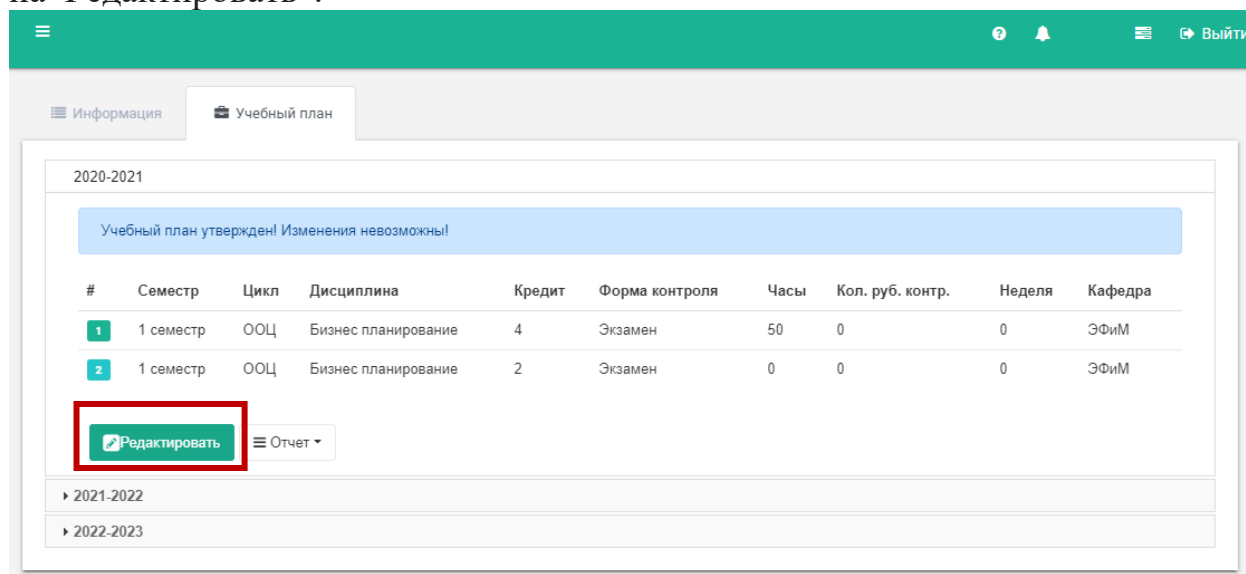 на "Редактировать".
Выйти
Информация Учебный план
2020-2021
Учебный план утвержден! Изменения невозможны!
# Семестр Цикл Дисциплина Кредит Форма контроля Часы Кол. руб. контр. Неделя Кафедра
1 1 семестр ООЦ Бизнес планирование 4 Экзамен 50 0 0 ЭФиМ
2 1 семестр ООЦ Бизнес планирование 2 Экзамен 0 0 0 ЭФиМ
Редактировать Отчет
2021-2022
2022-2023